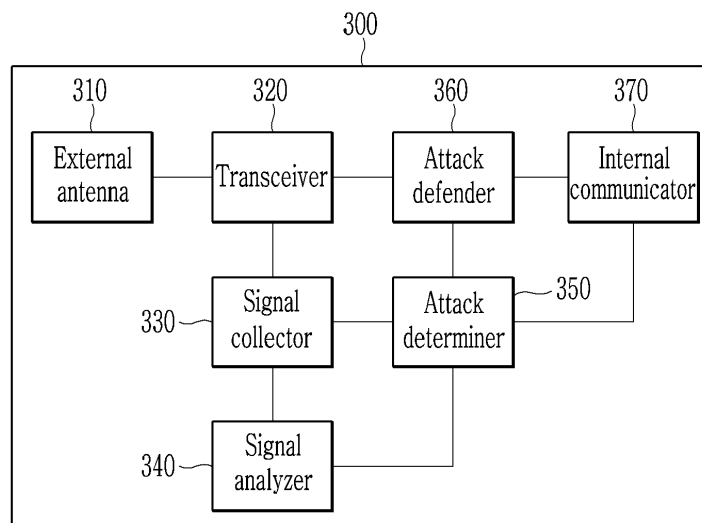 300
310
320
360
370
External
antenna
Transceiver
Attack
defender
Internal
communicator
330
Signal
collector
Attack
determiner
350
340
Signal
analyzer